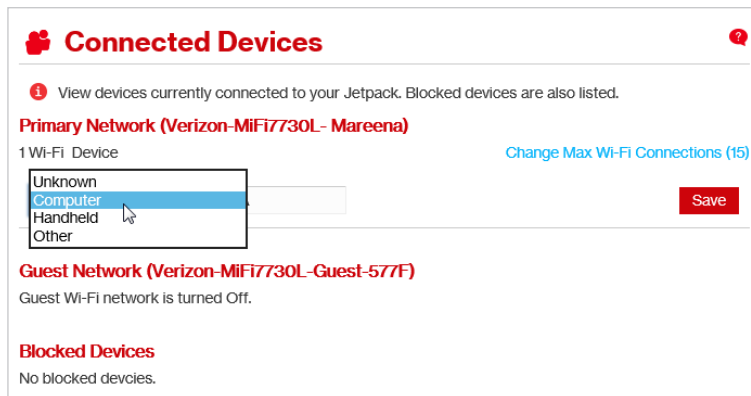 Connected Devices
?
i View devices currently connected to your Jetpack. Blocked devices are also listed.
Primary Network (Verizon-MiFi7730L- Mareena)
1 Wi-Fi Device Change Max Wi-Fi Connections (15)
Unknown
Computer
Save
Handheld
Other
Guest Network (Verizon-MiFi7730L-Guest-577F)
Guest Wi-Fi network is turned Off.
Blocked Devices
No blocked devcies.